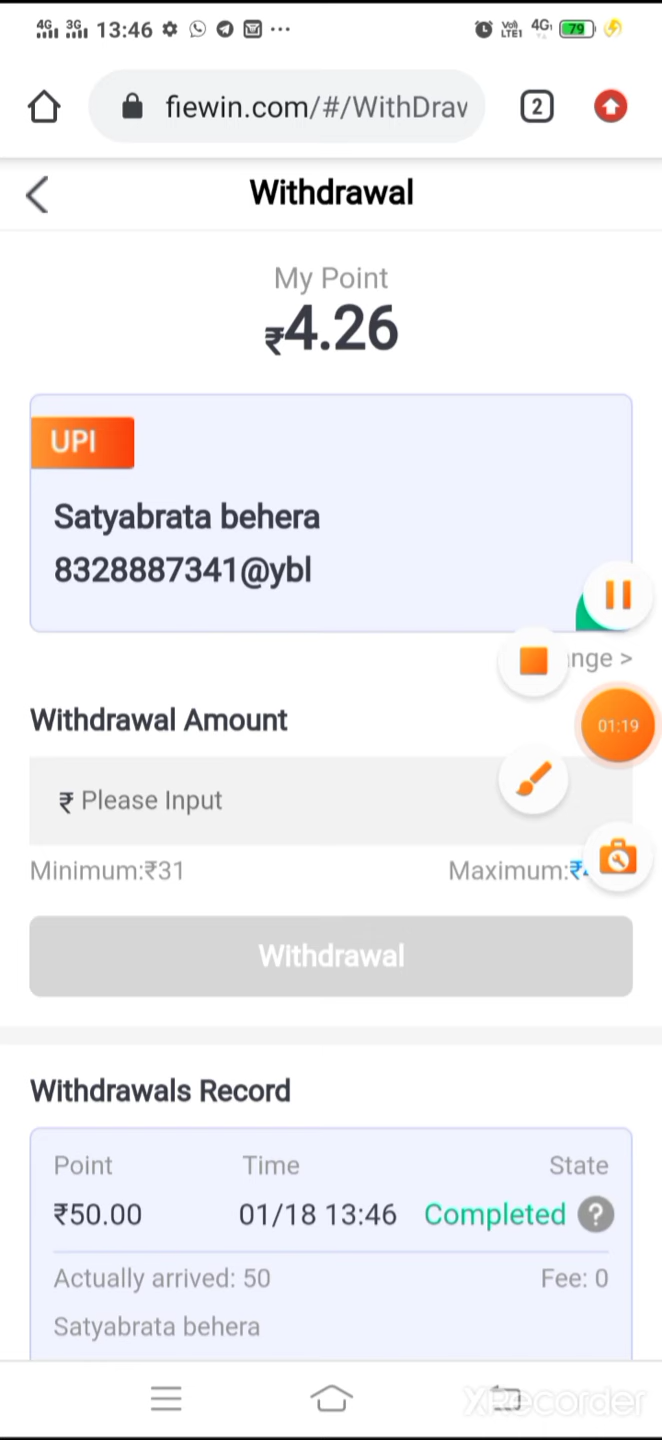 4G 3G 13:46 ...
VoLTE1 4G 79
fiewin.com/#/WithDraw 2
Withdrawal
My Point
₹4.26
UPI
Satyabrata behera
8328887341@ybl
nge >
Withdrawal Amount
01:19
₹ Please Input
Minimum:₹31 Maximum:₹
Withdrawal
Withdrawals Record
Point Time State
₹50.00 01/18 13:46 Completed ?
Actually arrived: 50 Fee: 0
Satyabrata behera
XRecorder